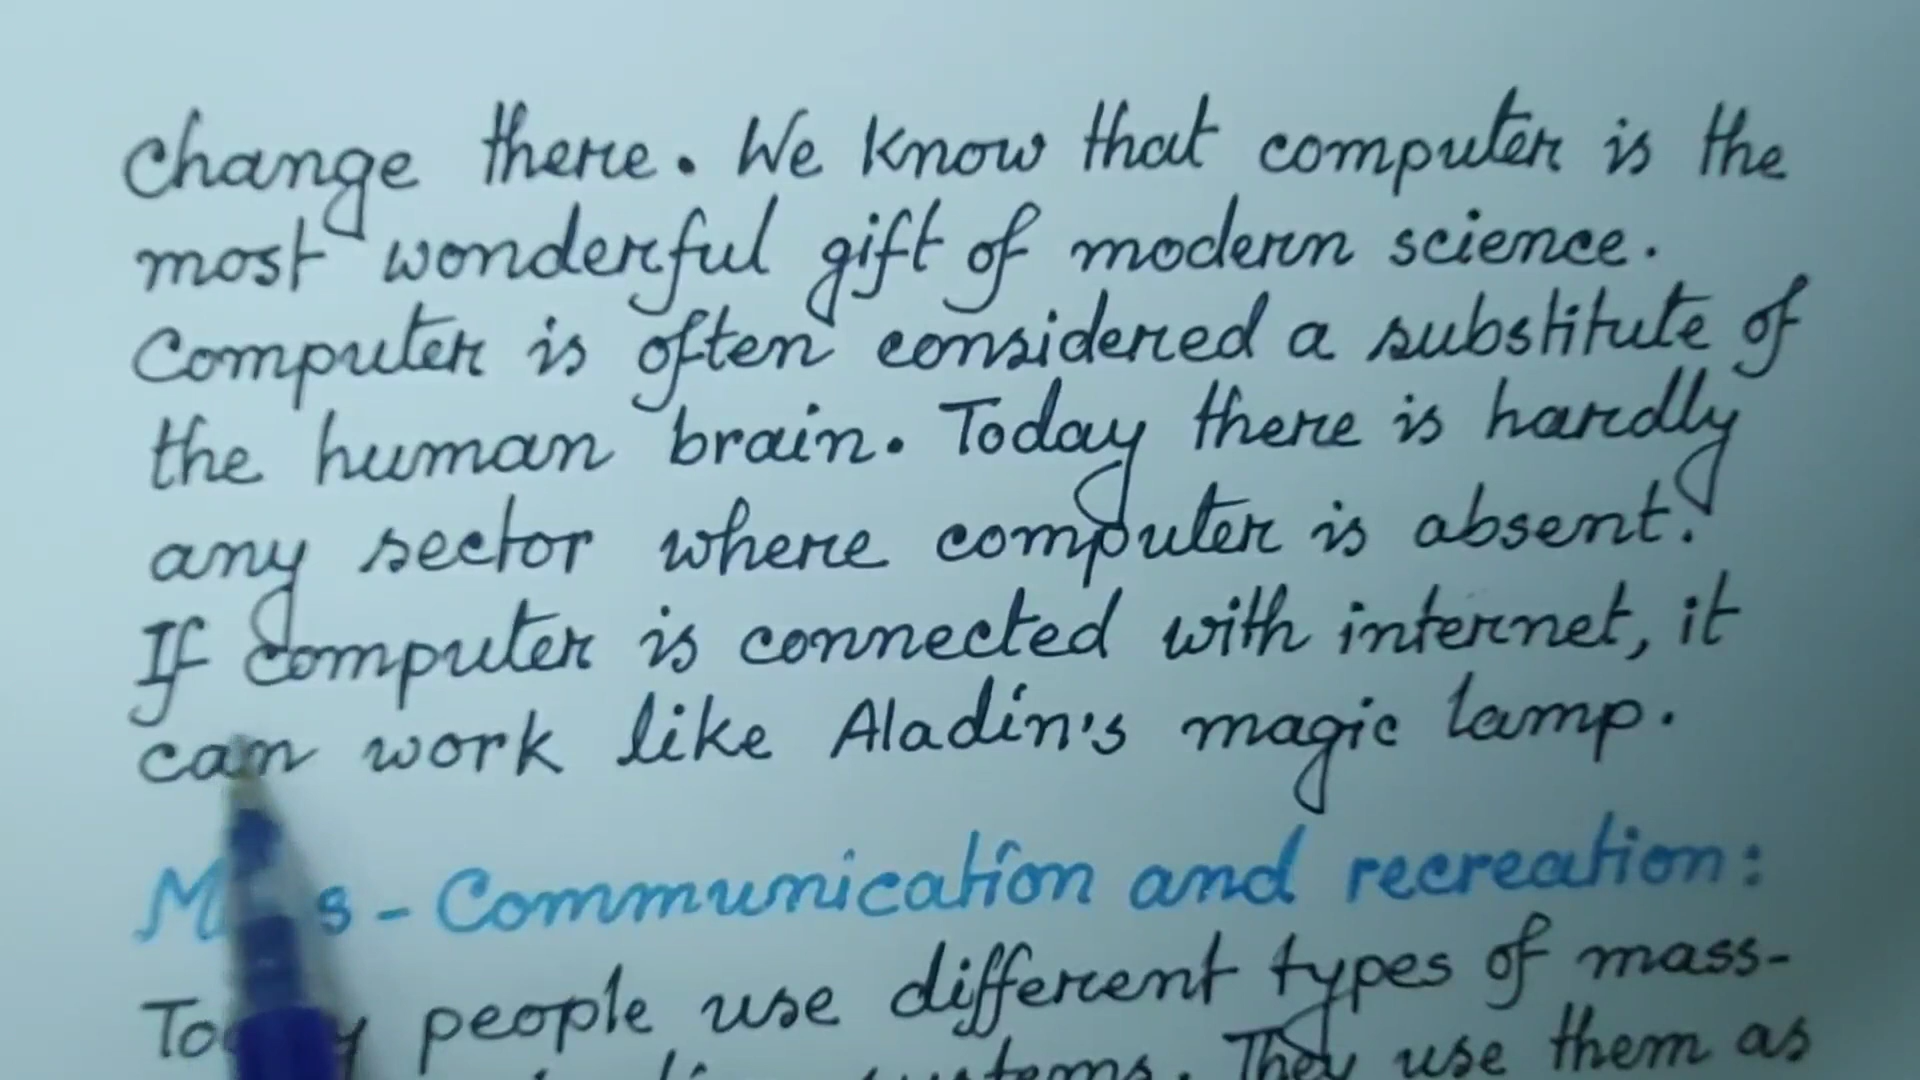 change there. We know that computer is the
most wonderful gift of modern science.
Computer is often considered a substitute of
the human brain. Today there is hardly
any sector where computer is absent.
If computer is connected with internet, it
can work like Aladin's magic lamp.
- Communication and recreation:
people use different types of mass-
systems. They use them as